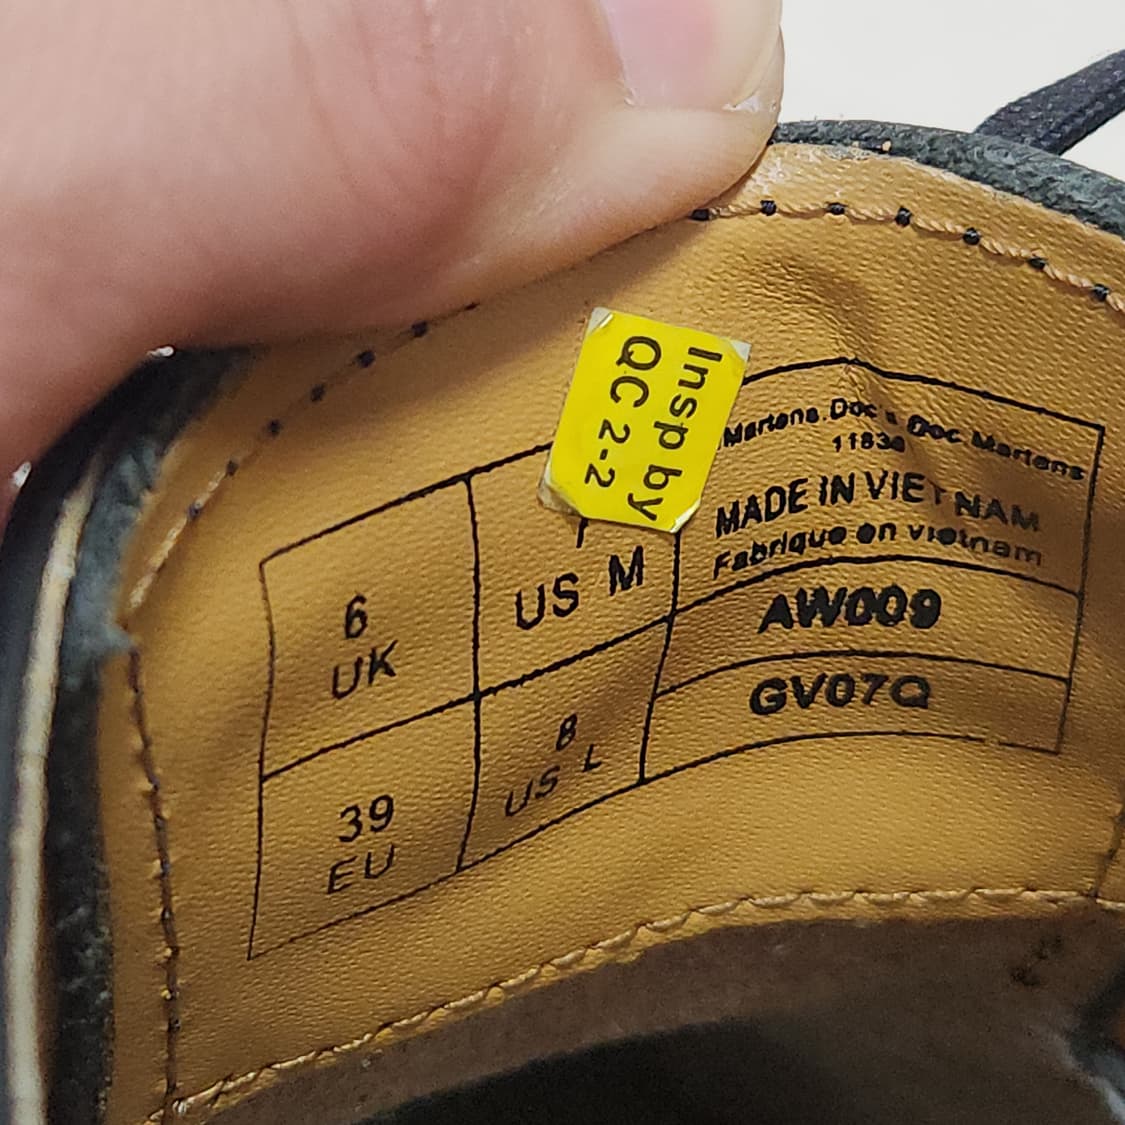 Insp by
QC 2-2
Martens. Doc & Doc Martens
11838
MADE IN VIETNAM
Fabrique en vietnam
AW009
GV07Q
6
UK
US M
39
EU
8
US L